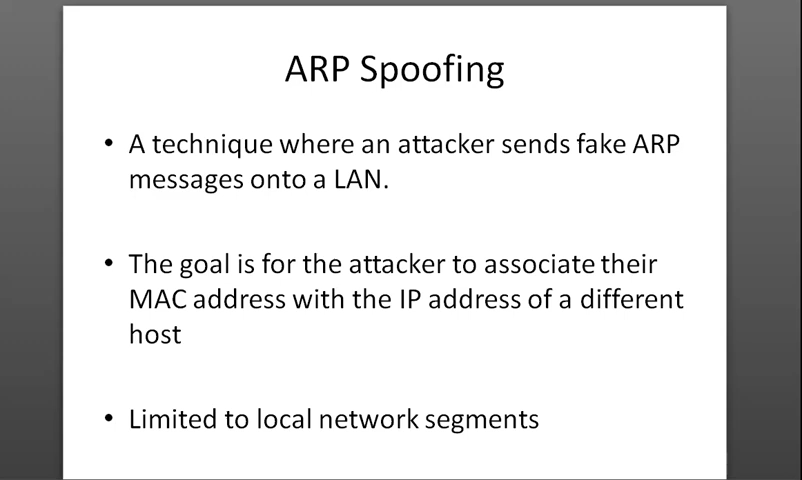 ARP Spoofing
• A technique where an attacker sends fake ARP
messages onto a LAN.
• The goal is for the attacker to associate their
MAC address with the IP address of a different
host
• Limited to local network segments